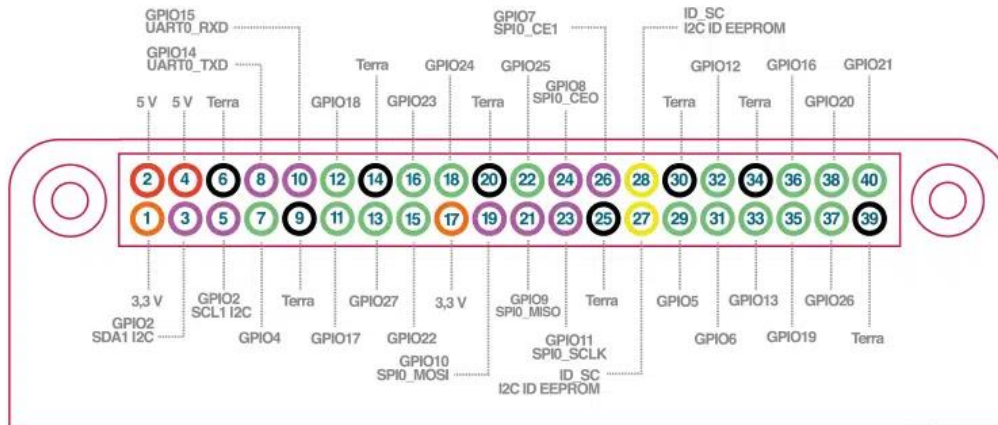 GPIO15
UART0_RXD
GPIO7
SPI0_CE1
ID_SC
I2C ID EEPROM
GPIO14
UART0_TXD
Terra
GPIO24
GPIO25
GPIO8
SPI0_CEO
GPIO12
GPIO16
GPIO21
5 V
5 V
Terra
GPIO18
GPIO23
Terra
Terra
Terra
GPIO20
2 4 6 8 10 12 14 16 18 20 22 24 26 28 30 32 34 36 38 40
1 3 5 7 9 11 13 15 17 19 21 23 25 27 29 31 33 35 37 39
3,3 V
GPIO2
SDA1 I2C
GPIO2
SCL1 I2C
GPIO4
Terra
GPIO17
GPIO27
GPIO22
3,3 V
GPIO10
SPI0_MOSI
GPIO9
SPI0_MISO
GPIO11
SPI0_SCLK
Terra
ID_SC
I2C ID EEPROM
GPIO5
GPIO6
GPIO13
GPIO19
GPIO26
Terra